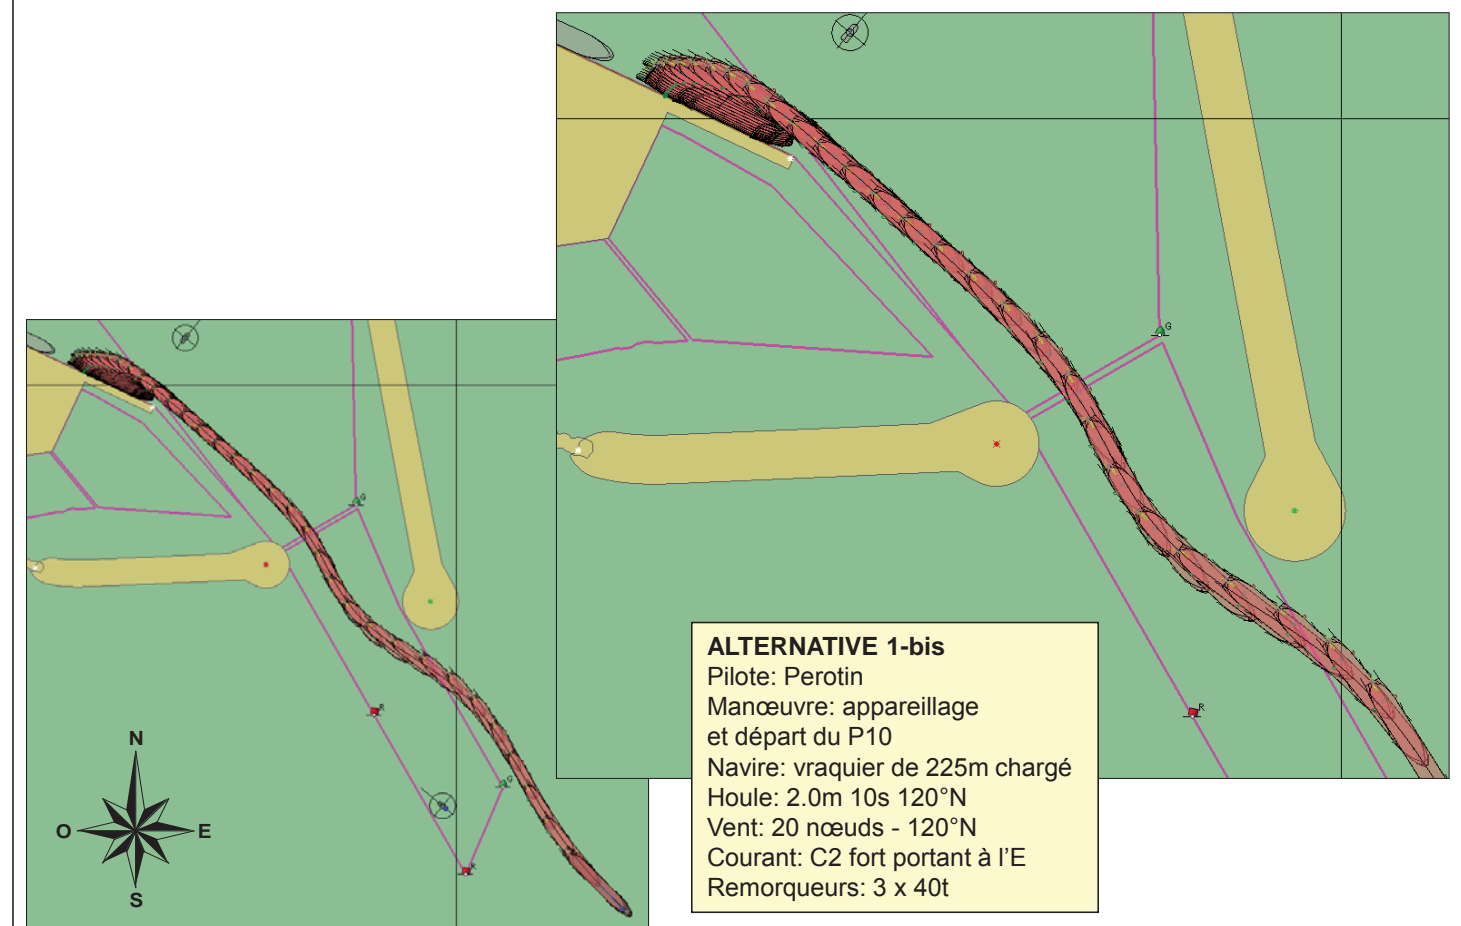 G
R
G
R
G
R
N
O
E
S
ALTERNATIVE 1-bis
Pilote: Perotin
Manœuvre: appareillage
et départ du P10
Navire: vraquier de 225m chargé
Houle: 2.0m 10s 120°N
Vent: 20 nœuds - 120°N
Courant: C2 fort portant à l'E
Remorqueurs: 3 x 40t